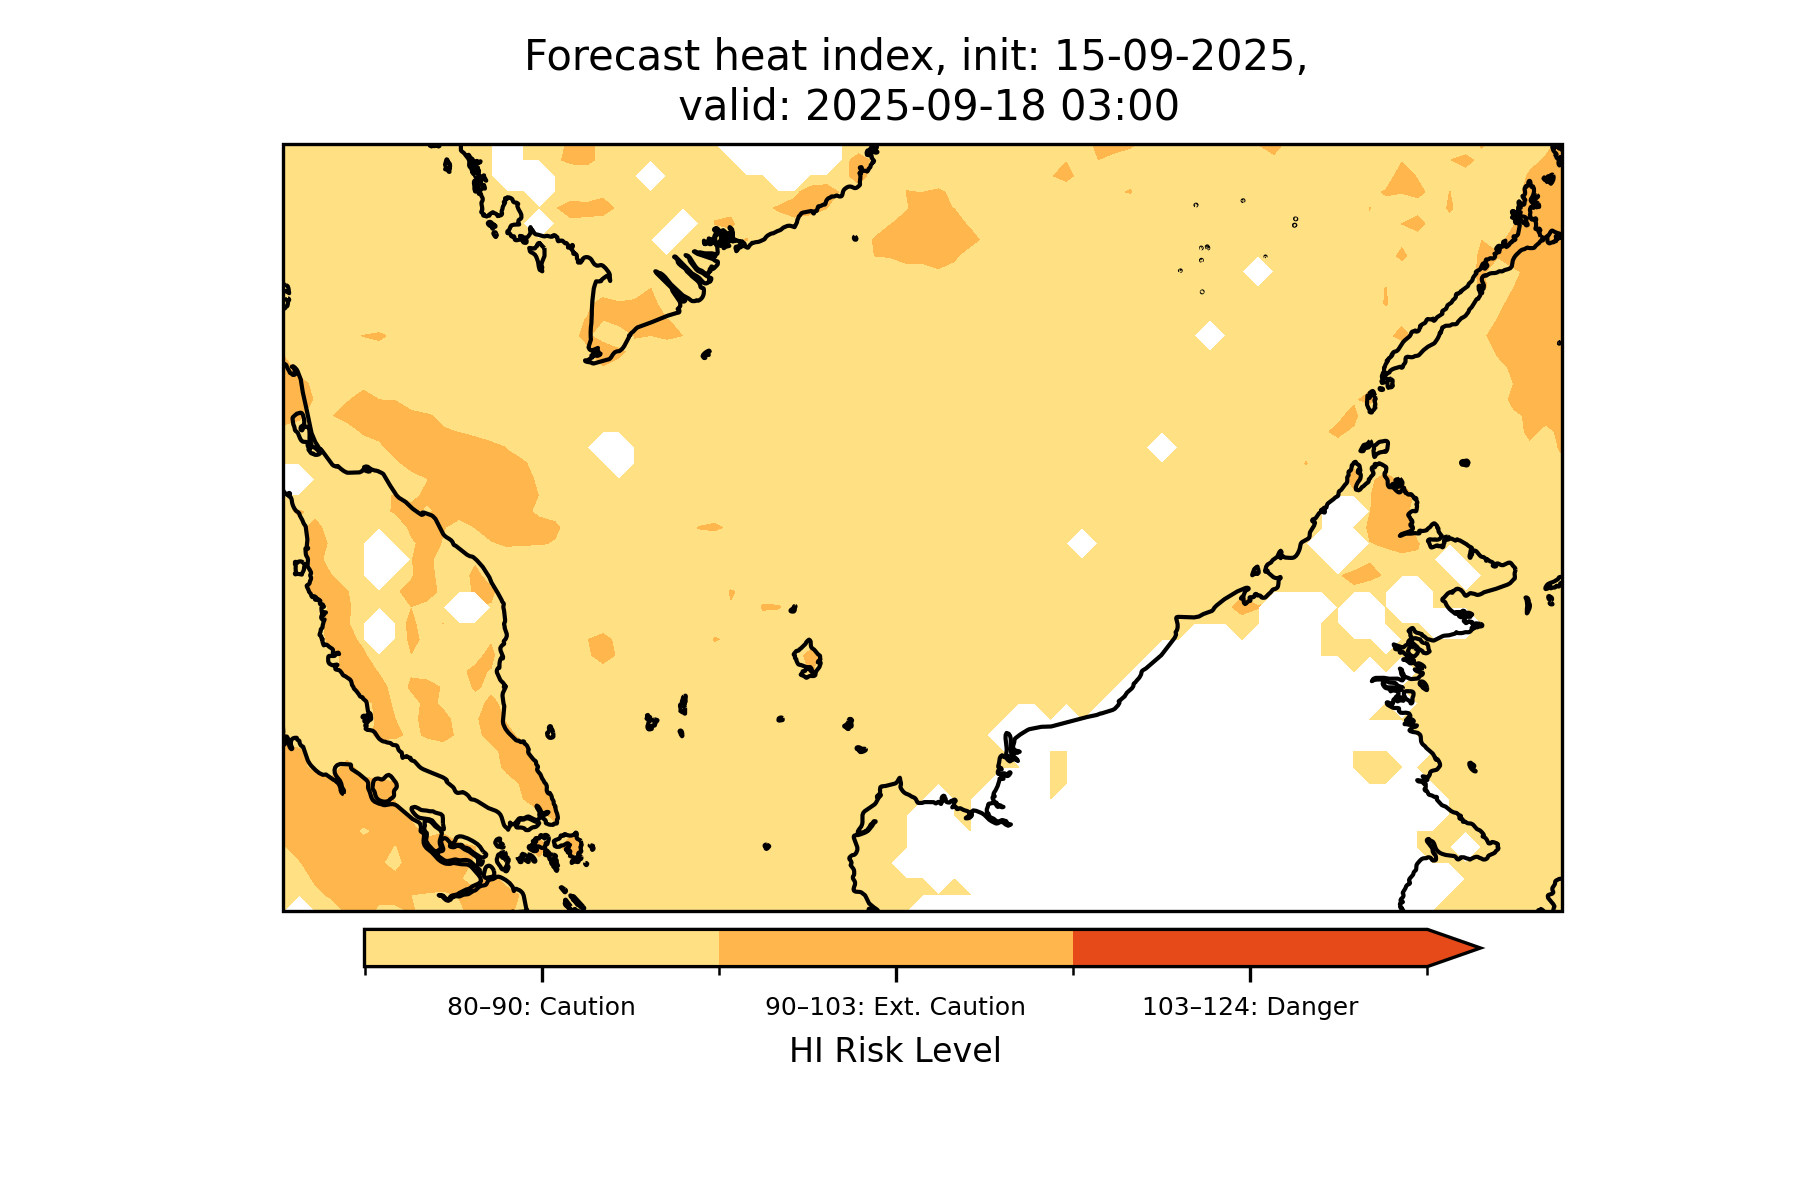 Forecast heat index, init: 15-09-2025,
valid: 2025-09-18 03:00
80–90: Caution
90–103: Ext. Caution
103–124: Danger
HI Risk Level